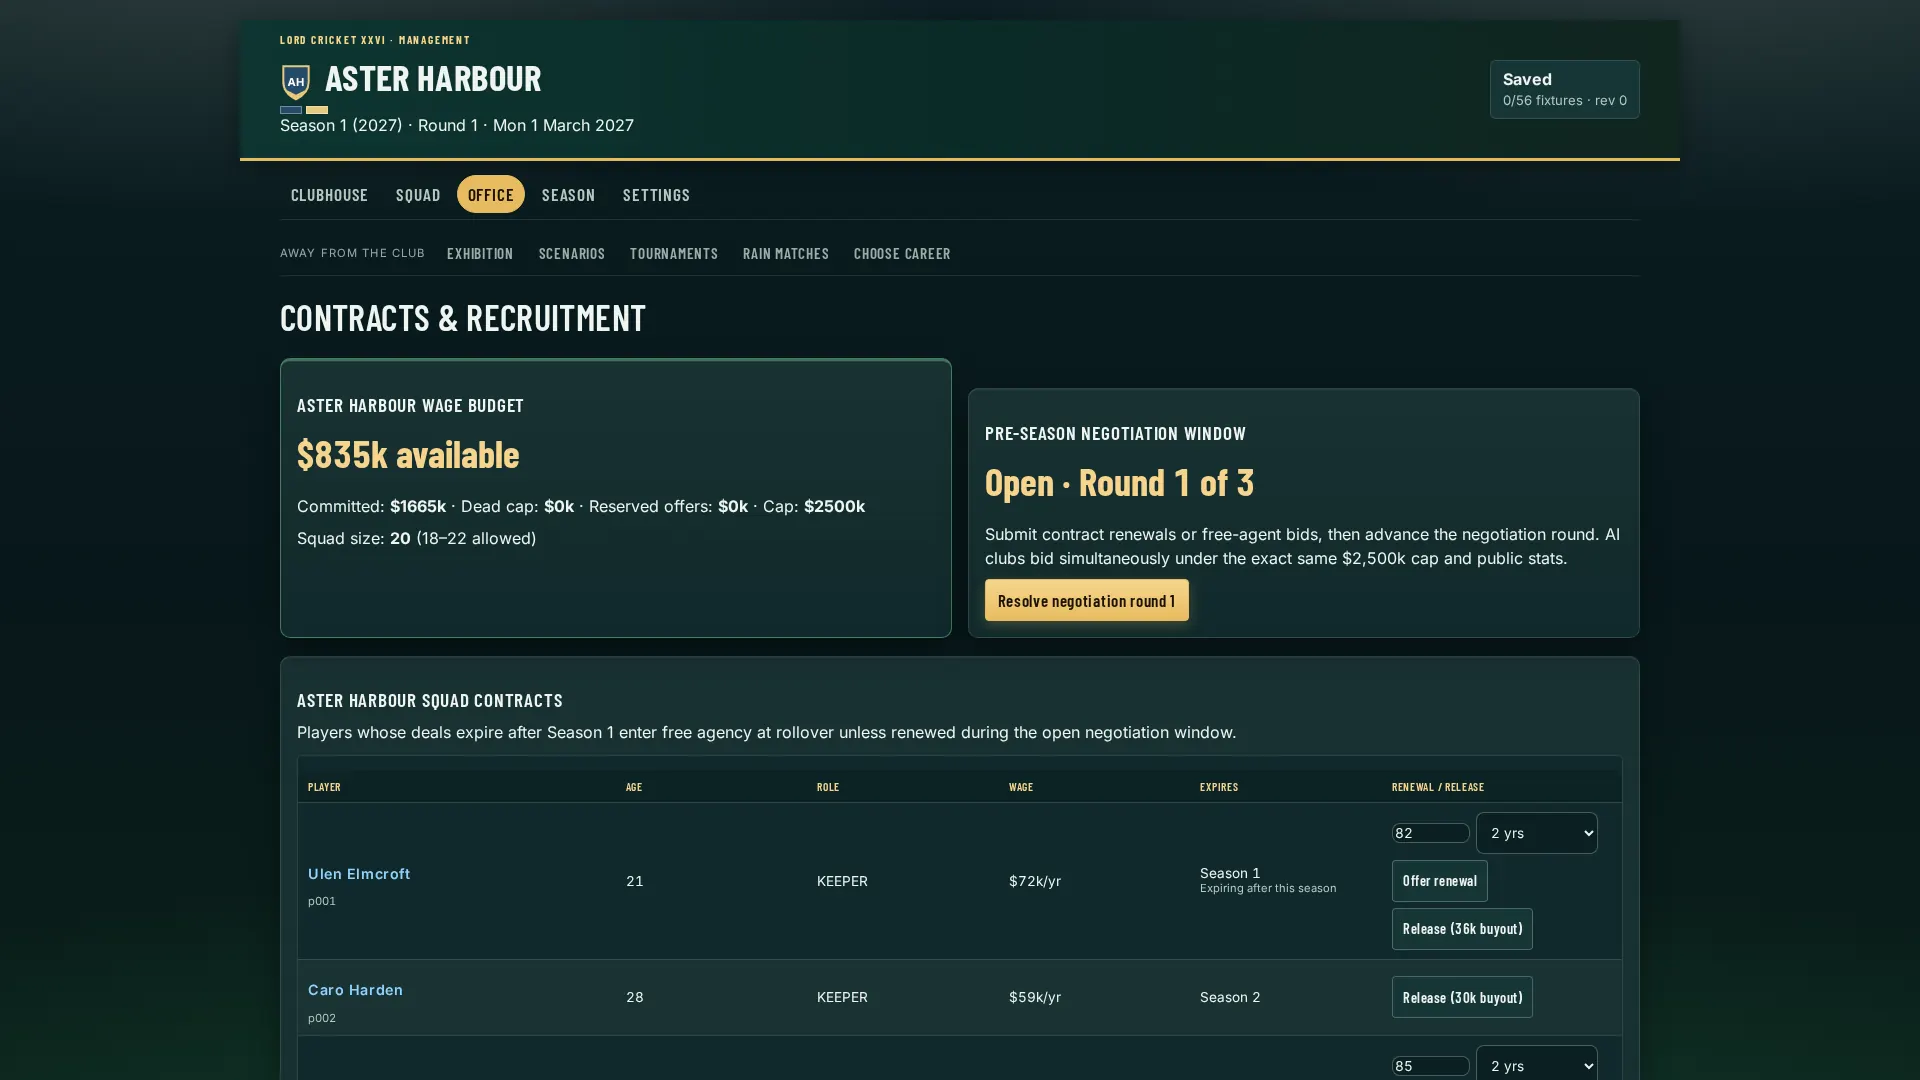 LORD CRICKET XXVI · MANAGEMENT
AH
ASTER HARBOUR
Season 1 (2027) · Round 1 · Mon 1 March 2027
Saved
0/56 fixtures · rev 0
CLUBHOUSE SQUAD OFFICE SEASON SETTINGS
AWAY FROM THE CLUB EXHIBITION SCENARIOS TOURNAMENTS RAIN MATCHES CHOOSE CAREER
CONTRACTS & RECRUITMENT
ASTER HARBOUR WAGE BUDGET
$835k available
Committed: $1665k · Dead cap: $0k · Reserved offers: $0k · Cap: $2500k
Squad size: 20 (18–22 allowed)
PRE-SEASON NEGOTIATION WINDOW
Open · Round 1 of 3
Submit contract renewals or free-agent bids, then advance the negotiation round. AI
clubs bid simultaneously under the exact same $2,500k cap and public stats.
Resolve negotiation round 1
ASTER HARBOUR SQUAD CONTRACTS
Players whose deals expire after Season 1 enter free agency at rollover unless renewed during the open negotiation window.
PLAYER AGE ROLE WAGE EXPIRES RENEWAL / RELEASE
Ulen Elmcroft
p001
21
KEEPER
$72k/yr
Season 1
Expiring after this season
82
2 yrs
Offer renewal
Release (36k buyout)
Caro Harden
p002
28
KEEPER
$59k/yr
Season 2
Release (30k buyout)
85
2 yrs